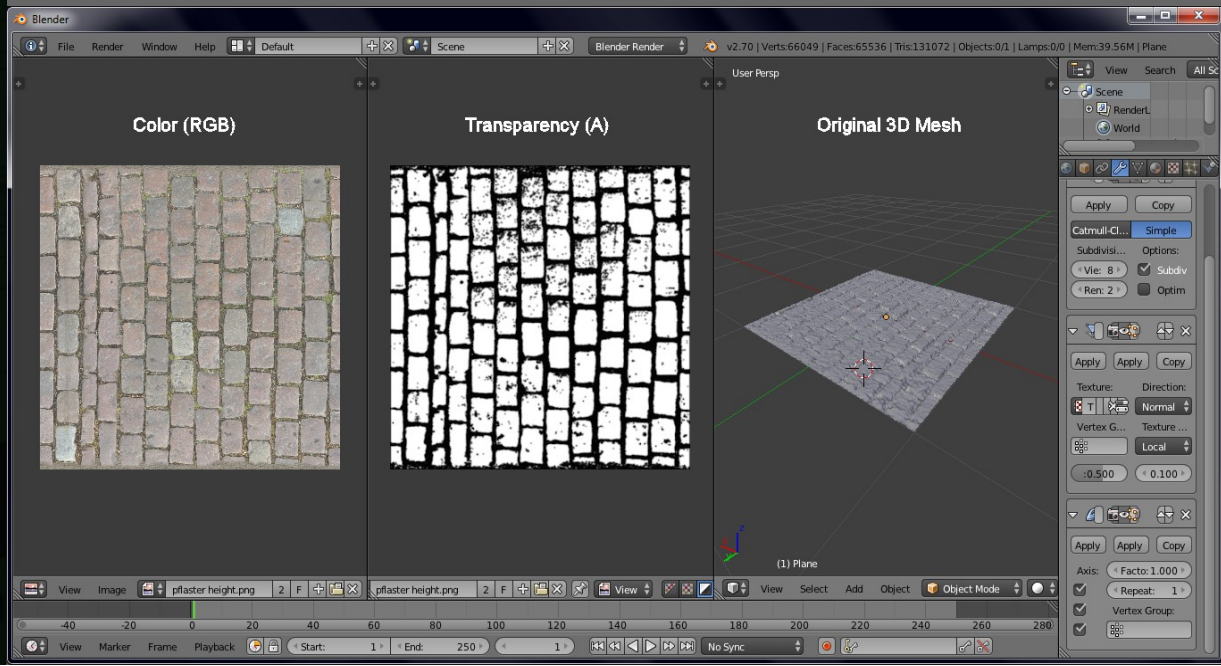 Blender
File Render Window Help Default Scene Blender Render v2.70 | Verts:66049 | Faces:65536 | Tris:131072 | Objects:0/1 | Lamps:0/0 | Mem:39.56M | Plane
View Search All Sc
Scene
RenderL
World
User Persp
Color (RGB)
Transparency (A)
Original 3D Mesh
Apply Copy
Catmull-Cl... Simple
Subdivisi... Options:
Vie: 8 Subdiv
Ren: 2 Optim
Apply Apply Copy
Texture: Direction:
T Normal
Vertex G... Texture ...
Local
:0.500 0.100
Apply Apply Copy
Axis: Facto: 1.000
Repeat: 1
Vertex Group:
z
(1) Plane
View Image pflaster height.png 2 F
pflaster height.png 2 F View
View Select Add Object Object Mode
-40 -20 0 20 40 60 80 100 120 140 160 180 200 220 240 260 280
View Marker Frame Playback Start: 1 End: 250 1 No Sync